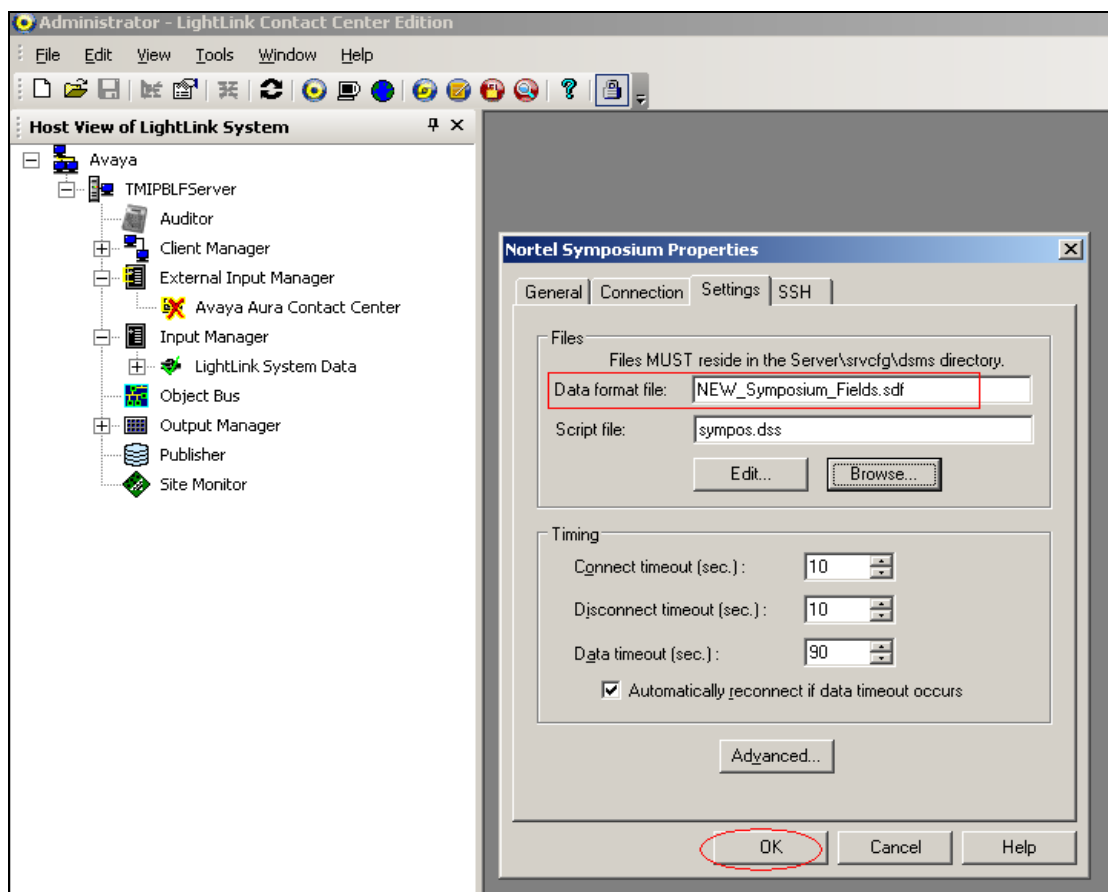 Administrator - LightLink Contact Center Edition
File Edit View Tools Window Help
Host View of LightLink System
Avaya
TMIPBLFServer
Auditor
Client Manager
External Input Manager
Avaya Aura Contact Center
Input Manager
LightLink System Data
Object Bus
Output Manager
Publisher
Site Monitor
Nortel Symposium Properties
General Connection Settings SSH
Files
Files MUST reside in the Server\srvcfg\dsms directory.
Data format file: NEW_Symposium_Fields.sdf
Script file: sympos.dss
Edit... Browse...
Timing
Connect timeout (sec.) : 10
Disconnect timeout (sec.) : 10
Data timeout (sec.) : 90
Automatically reconnect if data timeout occurs
Advanced...
OK Cancel Help